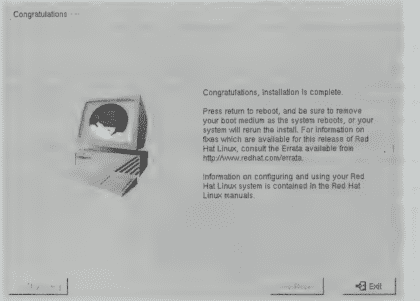 Congratulations
Congratulations, installation is complete.
Press return to reboot, and be sure to remove
your boot medium as the system reboots, or your
system will rerun the install. For information on
fixes which are available for this release of Red
Hat Linux, consult the Errata available from
http://www.redhat.com/errata.
Information on configuring and using your Red
Hat Linux system is contained in the Red Hat
Linux manuals.
Exit